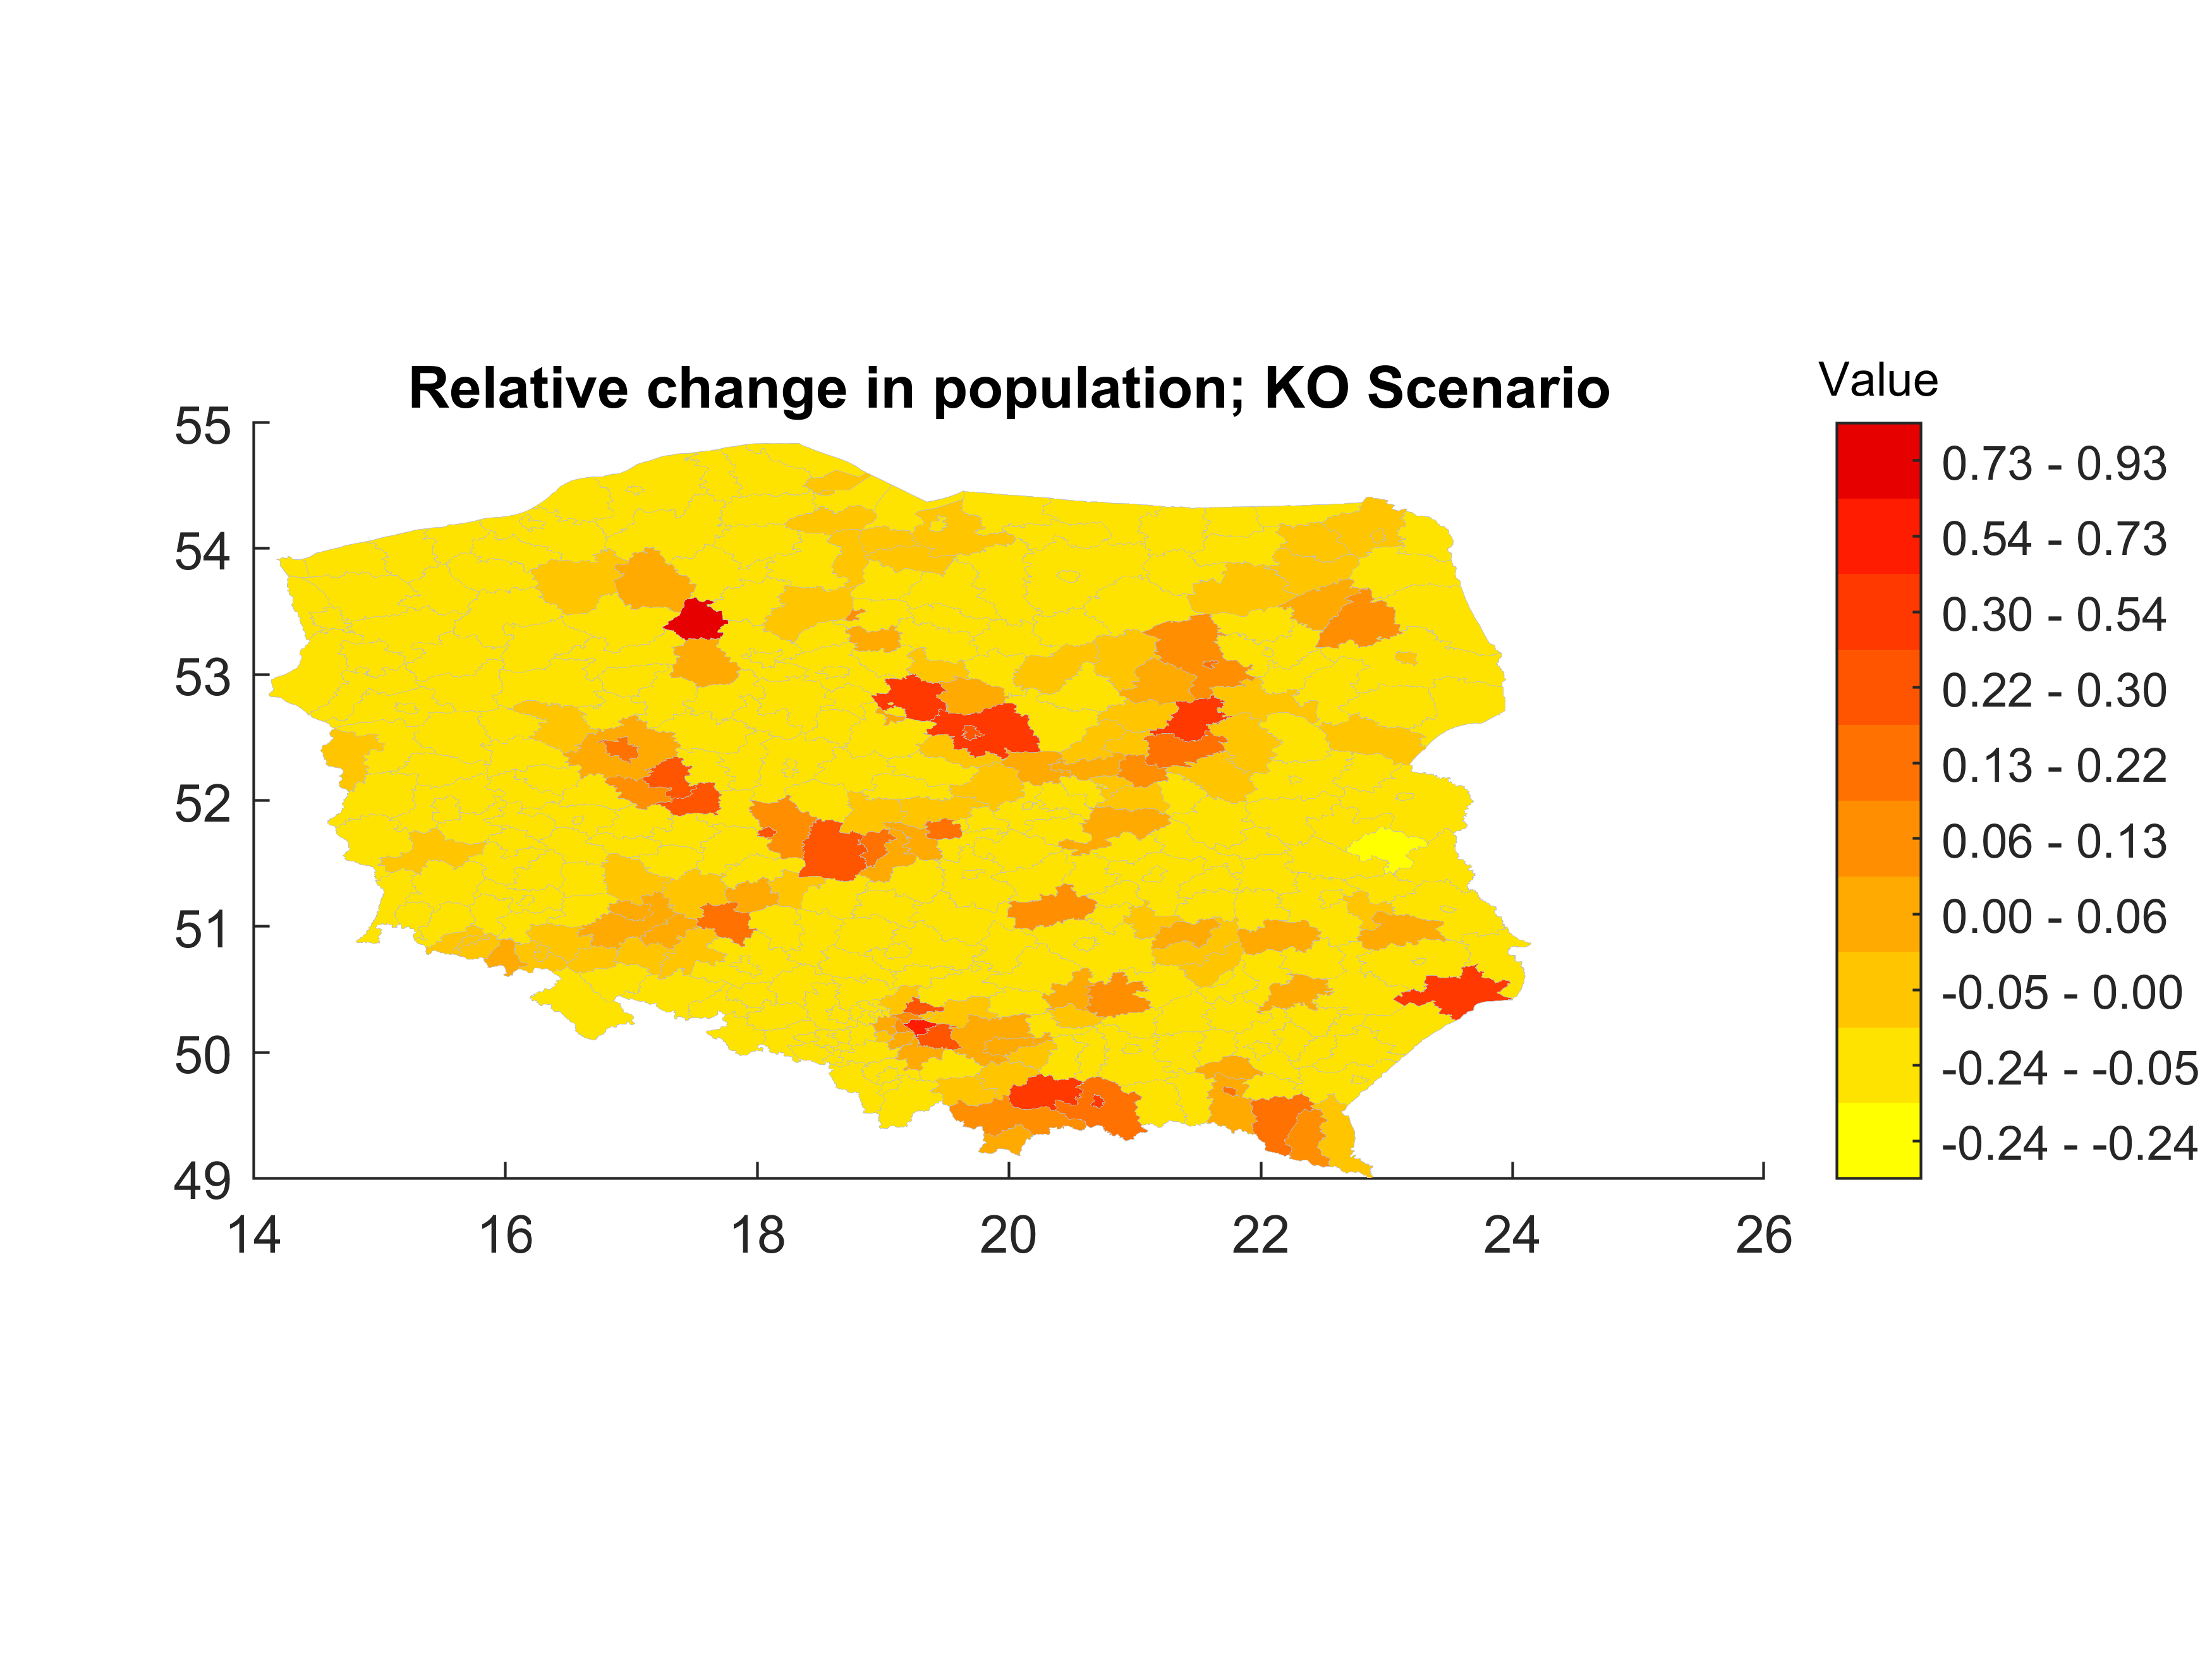 Relative change in population; KO Scenario
Value
55
54
53
52
51
50
49
14
16
18
20
22
24
26
0.73 - 0.93
0.54 - 0.73
0.30 - 0.54
0.22 - 0.30
0.13 - 0.22
0.06 - 0.13
0.00 - 0.06
-0.05 - 0.00
-0.24 - -0.05
-0.24 - -0.24